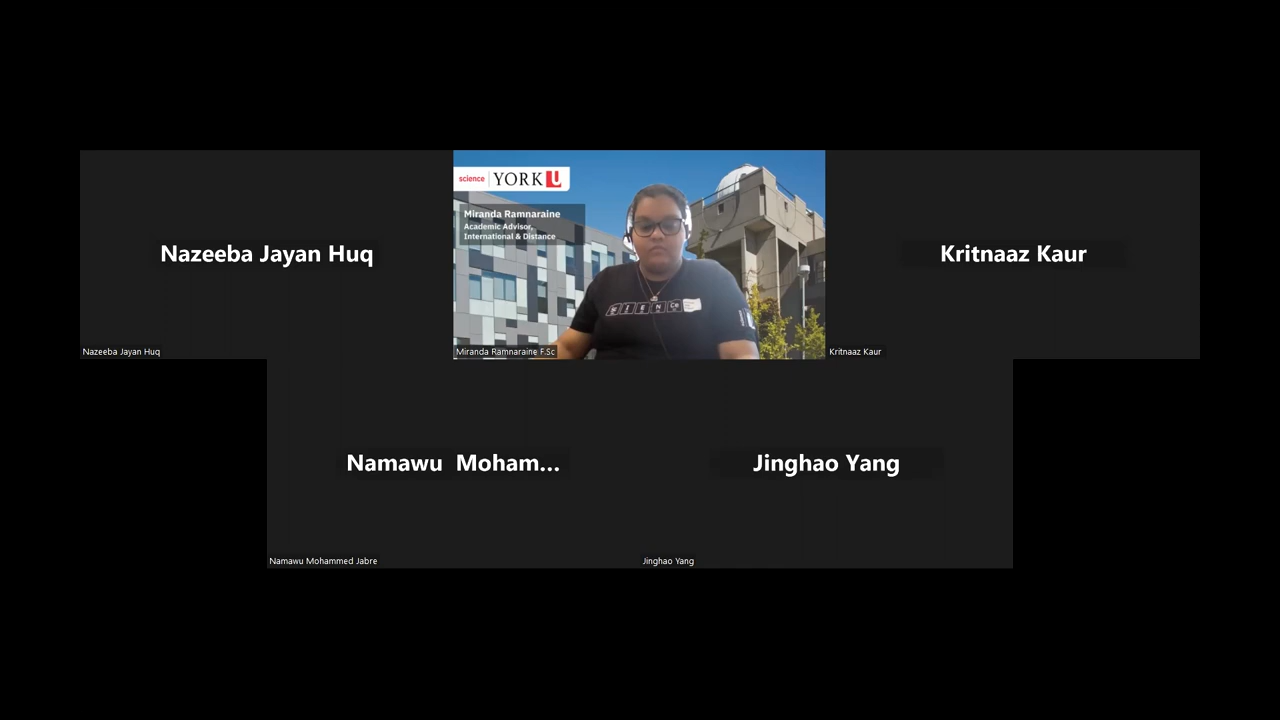 science YORK U
Miranda Ramnaraine
Academic Advisor,
International & Distance
Nazeeba Jayan Huq
Kritnaaz Kaur
SIENCE
Nazeeba Jayan Huq
Miranda Ramnaraine F.Sc
Kritnaaz Kaur
Namawu Moham...
Jinghao Yang
Namawu Mohammed Jabre
Jinghao Yang